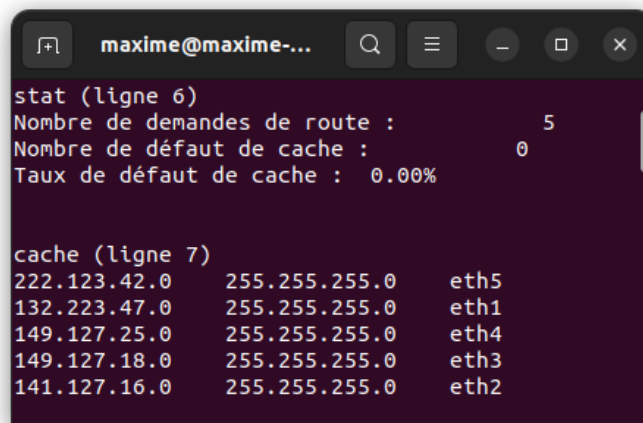 maxime@maxime-...
stat (ligne 6)
Nombre de demandes de route : 5
Nombre de défaut de cache : 0
Taux de défaut de cache : 0.00%
cache (ligne 7)
222.123.42.0 255.255.255.0 eth5
132.223.47.0 255.255.255.0 eth1
149.127.25.0 255.255.255.0 eth4
149.127.18.0 255.255.255.0 eth3
141.127.16.0 255.255.255.0 eth2